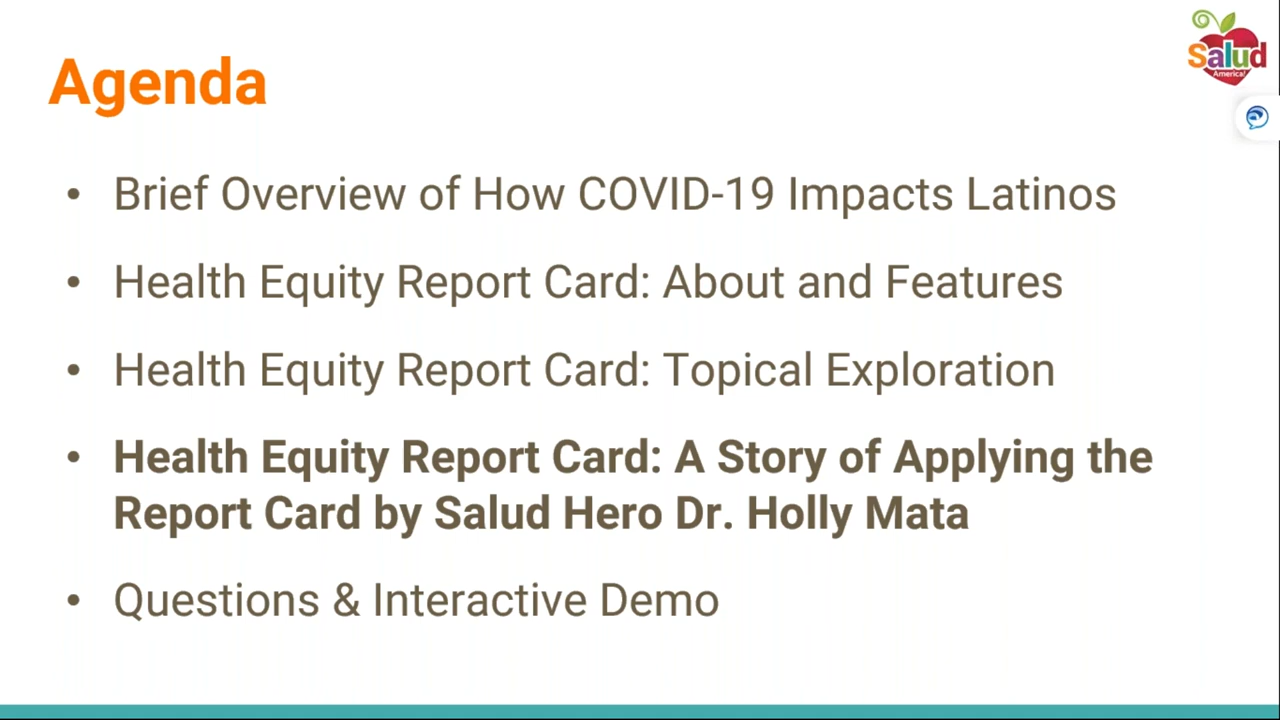 Salud
America!
Agenda
• Brief Overview of How COVID-19 Impacts Latinos
• Health Equity Report Card: About and Features
• Health Equity Report Card: Topical Exploration
• Health Equity Report Card: A Story of Applying the
Report Card by Salud Hero Dr. Holly Mata
• Questions & Interactive Demo